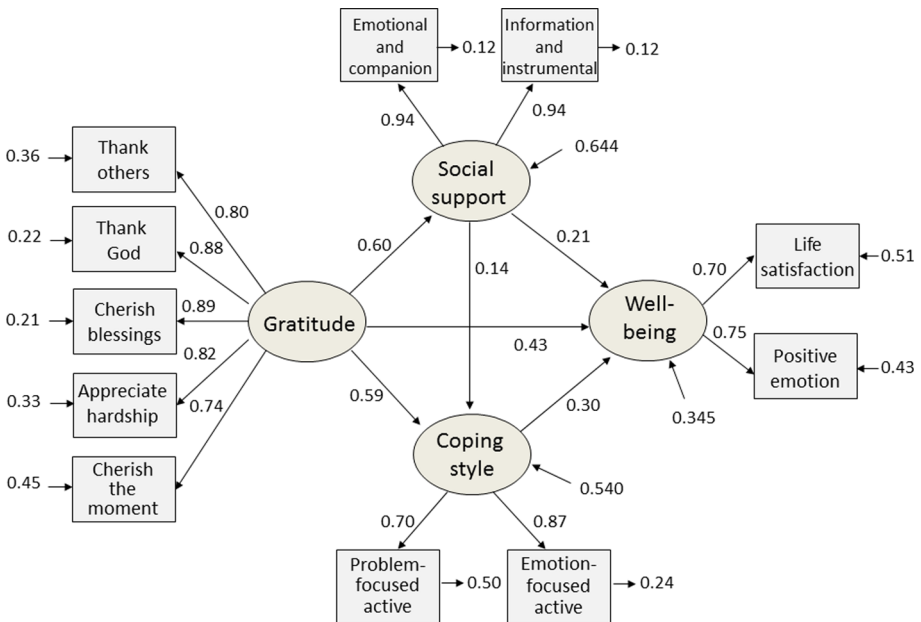 Emotional
and
companion
0.12
Information
and
instrumental
0.12
0.94
0.94
0.644
Social
support
0.36
Thank
others
0.80
0.22
Thank
God
0.88
0.60
0.21
0.14
Life
satisfaction
0.51
0.70
0.21
Cherish
blessings
0.89
Gratitude
0.43
Well-
being
0.75
Positive
emotion
0.43
0.82
0.33
Appreciate
hardship
0.74
0.59
0.30
0.345
0.45
Cherish
the
moment
Coping
style
0.540
0.70
0.87
Problem-
focused
active
0.50
Emotion-
focused
active
0.24